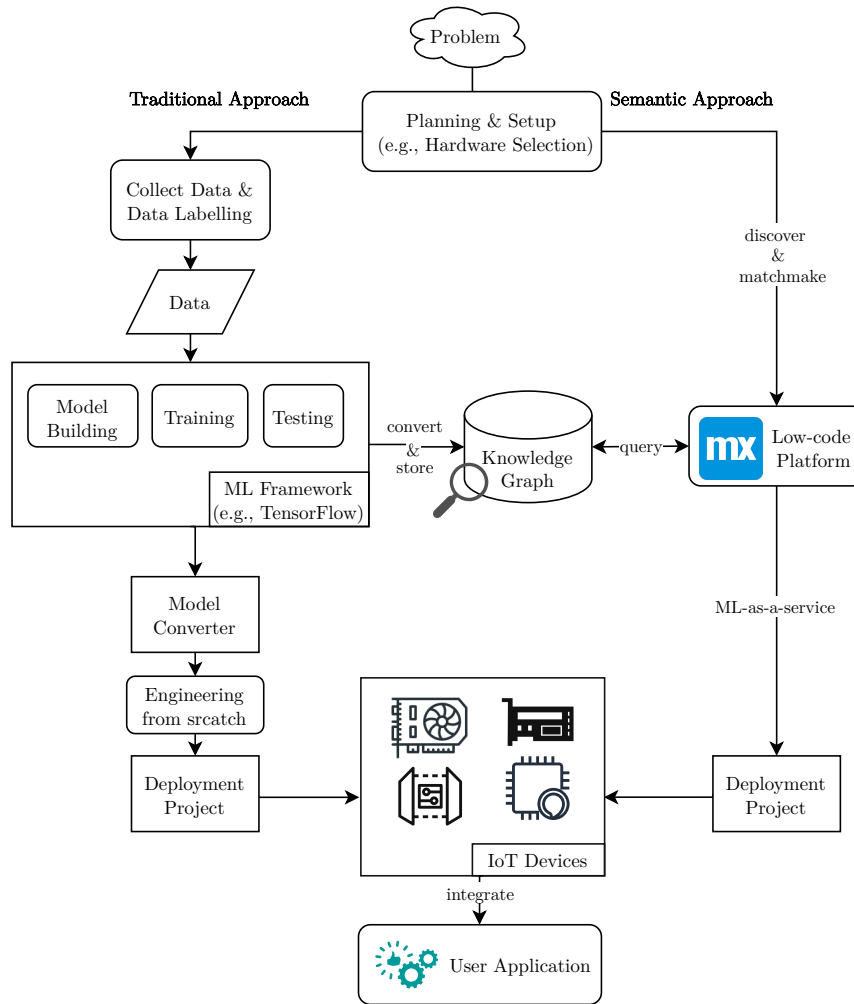 Problem
Traditional Approach
Semantic Approach
Planning & Setup
(e.g., Hardware Selection)
Collect Data &
Data Labelling
discover
&
matchmake
Data
Model
Building
Training
Testing
convert
&
store
Knowledge
Graph
query
mx
Low-code
Platform
ML Framework
(e.g., TensorFlow)
Model
Converter
ML-as-a-service
Engineering
from srcatch
Deployment
Project
Deployment
Project
IoT Devices
integrate
User Application